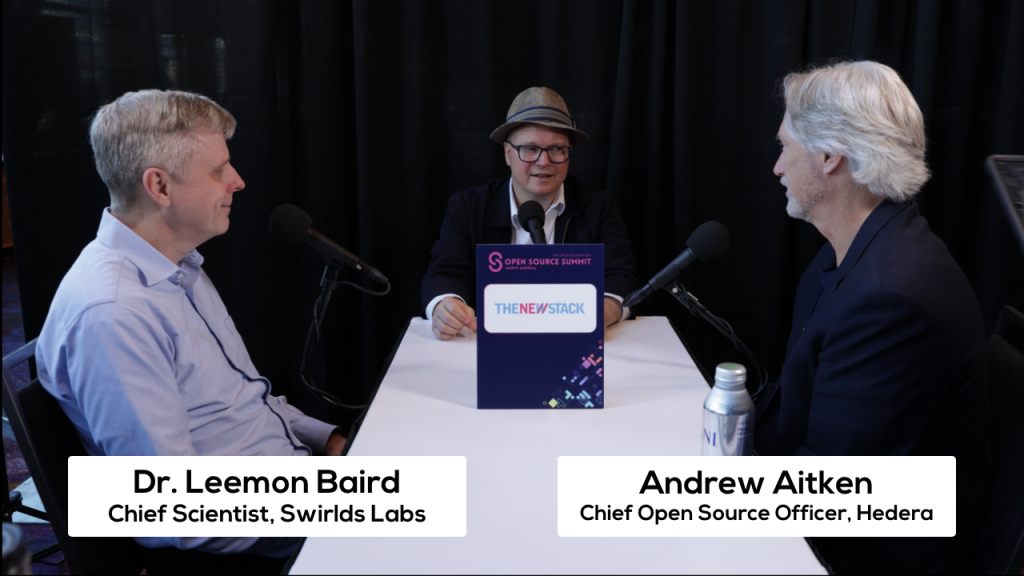 OPEN SOURCE SUMMIT
NORTH AMERICA
THENEWSTACK
NI
Dr. Leemon Baird
Chief Scientist, Swirlds Labs
Andrew Aitken
Chief Open Source Officer, Hedera